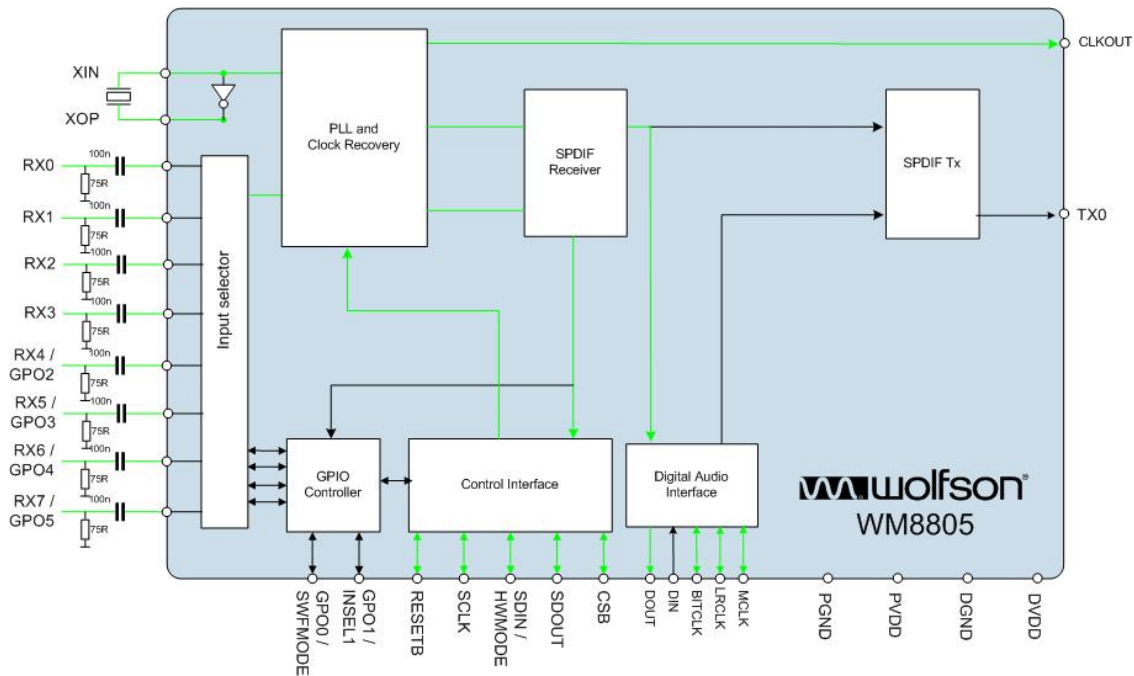 XIN
XOP
CLKOUT
PLL and
Clock Recovery
SPDIF
Receiver
SPDIF Tx
TX0
Input selector
RX0
100n
75R
RX1
100n
75R
RX2
100n
75R
RX3
100n
75R
RX4 /
GPO2
100n
75R
RX5 /
GPO3
100n
75R
RX6 /
GPO4
100n
75R
RX7 /
GPO5
100n
75R
GPIO
Controller
Control Interface
Digital Audio
Interface
wolfson®
WM8805
GPO0 /
SWFMODE
GPO1 /
INSEL1
RESETB
SCLK
SDIN /
HWMODE
SDOUT
CSB
DOUT
DIN
BITCLK
LRCLK
MCLK
PGND
PVDD
DGND
DVDD